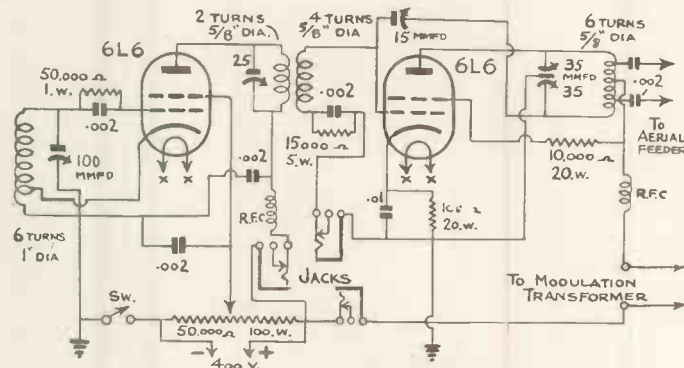 2 TURNS
5/8" DIA.
4 TURNS
5/8" DIA.
15 MMFD
6 TURNS
5/8" DIA.
6L6
6L6
50,000 Ω
1.W.
.002
25
.002
35
MMFD
35
.002
100
MMFD
15000 Ω
5.W.
.002
TO
AERIAL
FEEDER
10,000 Ω
20.W.
x x
x x
R.F.C
.01
20.W.
R.F.C
6 TURNS
1" DIA
.002
JACKS
TO MODULATION
TRANSFORMER
SW.
50,000 Ω 100.W.
- +
400 V.